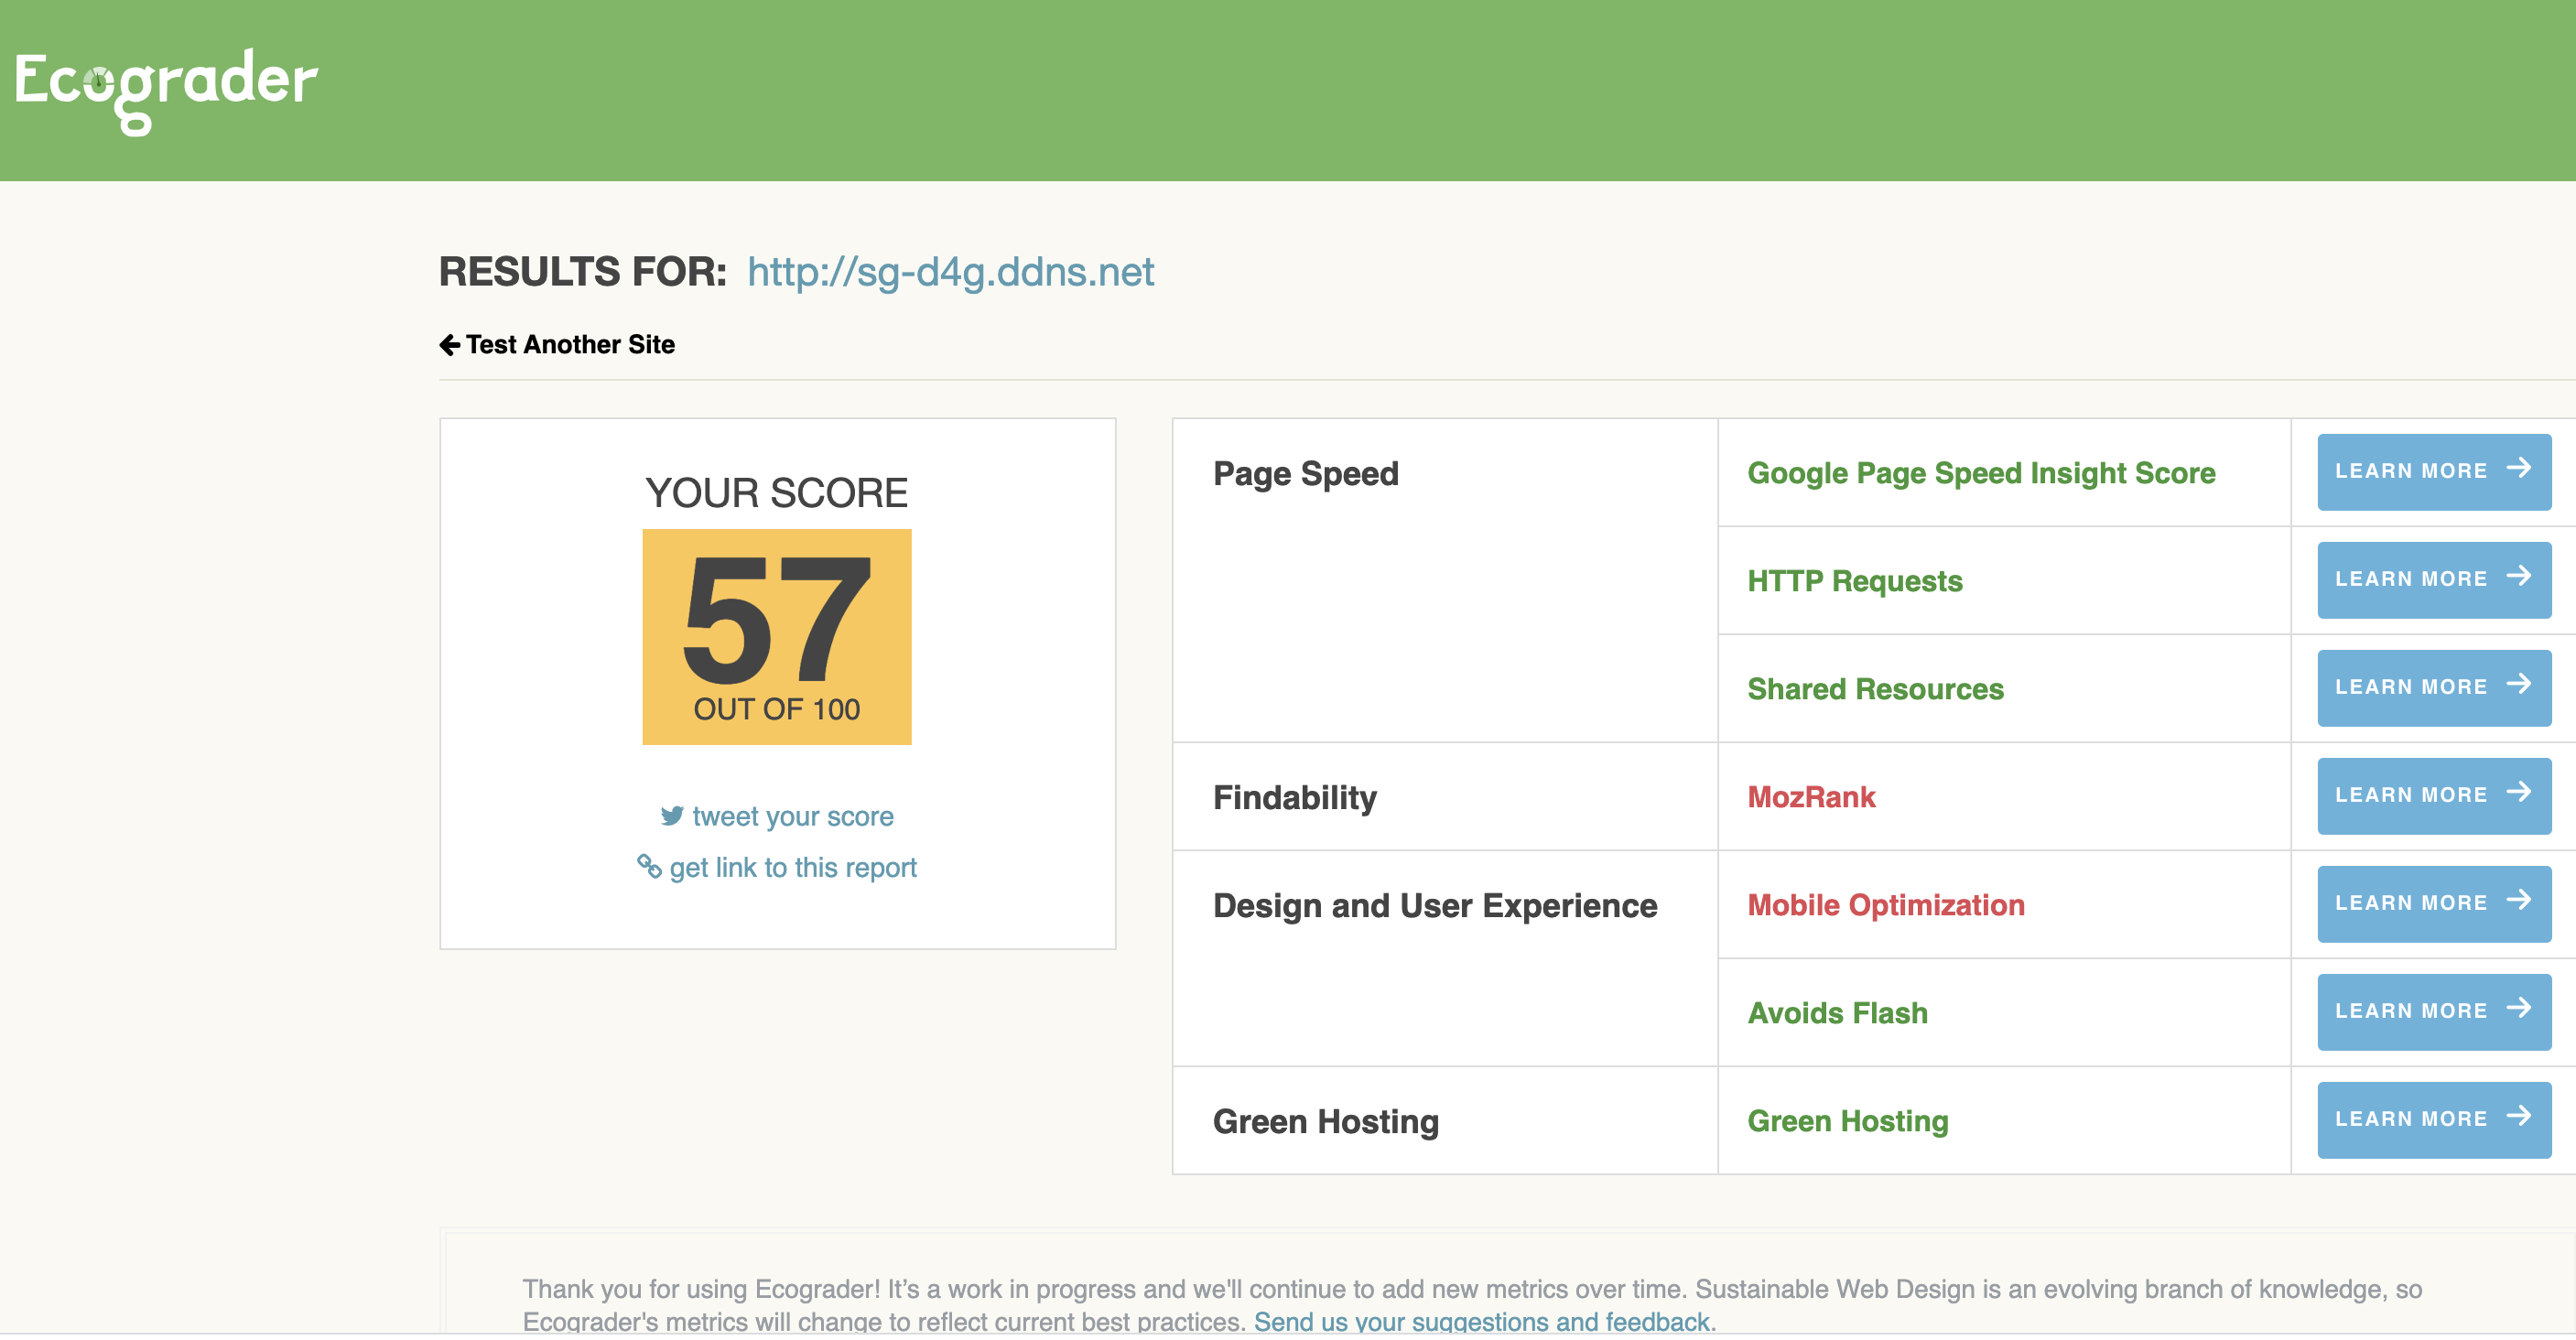 Ecograder
RESULTS FOR: http://sg-d4g.ddns.net
Test Another Site
YOUR SCORE
57
OUT OF 100
tweet your score
get link to this report
Page Speed
Google Page Speed Insight Score
LEARN MORE
HTTP Requests
LEARN MORE
Shared Resources
LEARN MORE
Findability
MozRank
LEARN MORE
Design and User Experience
Mobile Optimization
LEARN MORE
Avoids Flash
LEARN MORE
Green Hosting
Green Hosting
LEARN MORE
Thank you for using Ecograder! It’s a work in progress and we'll continue to add new metrics over time. Sustainable Web Design is an evolving branch of knowledge, so
Ecograder's metrics will change to reflect current best practices. Send us your suggestions and feedback.